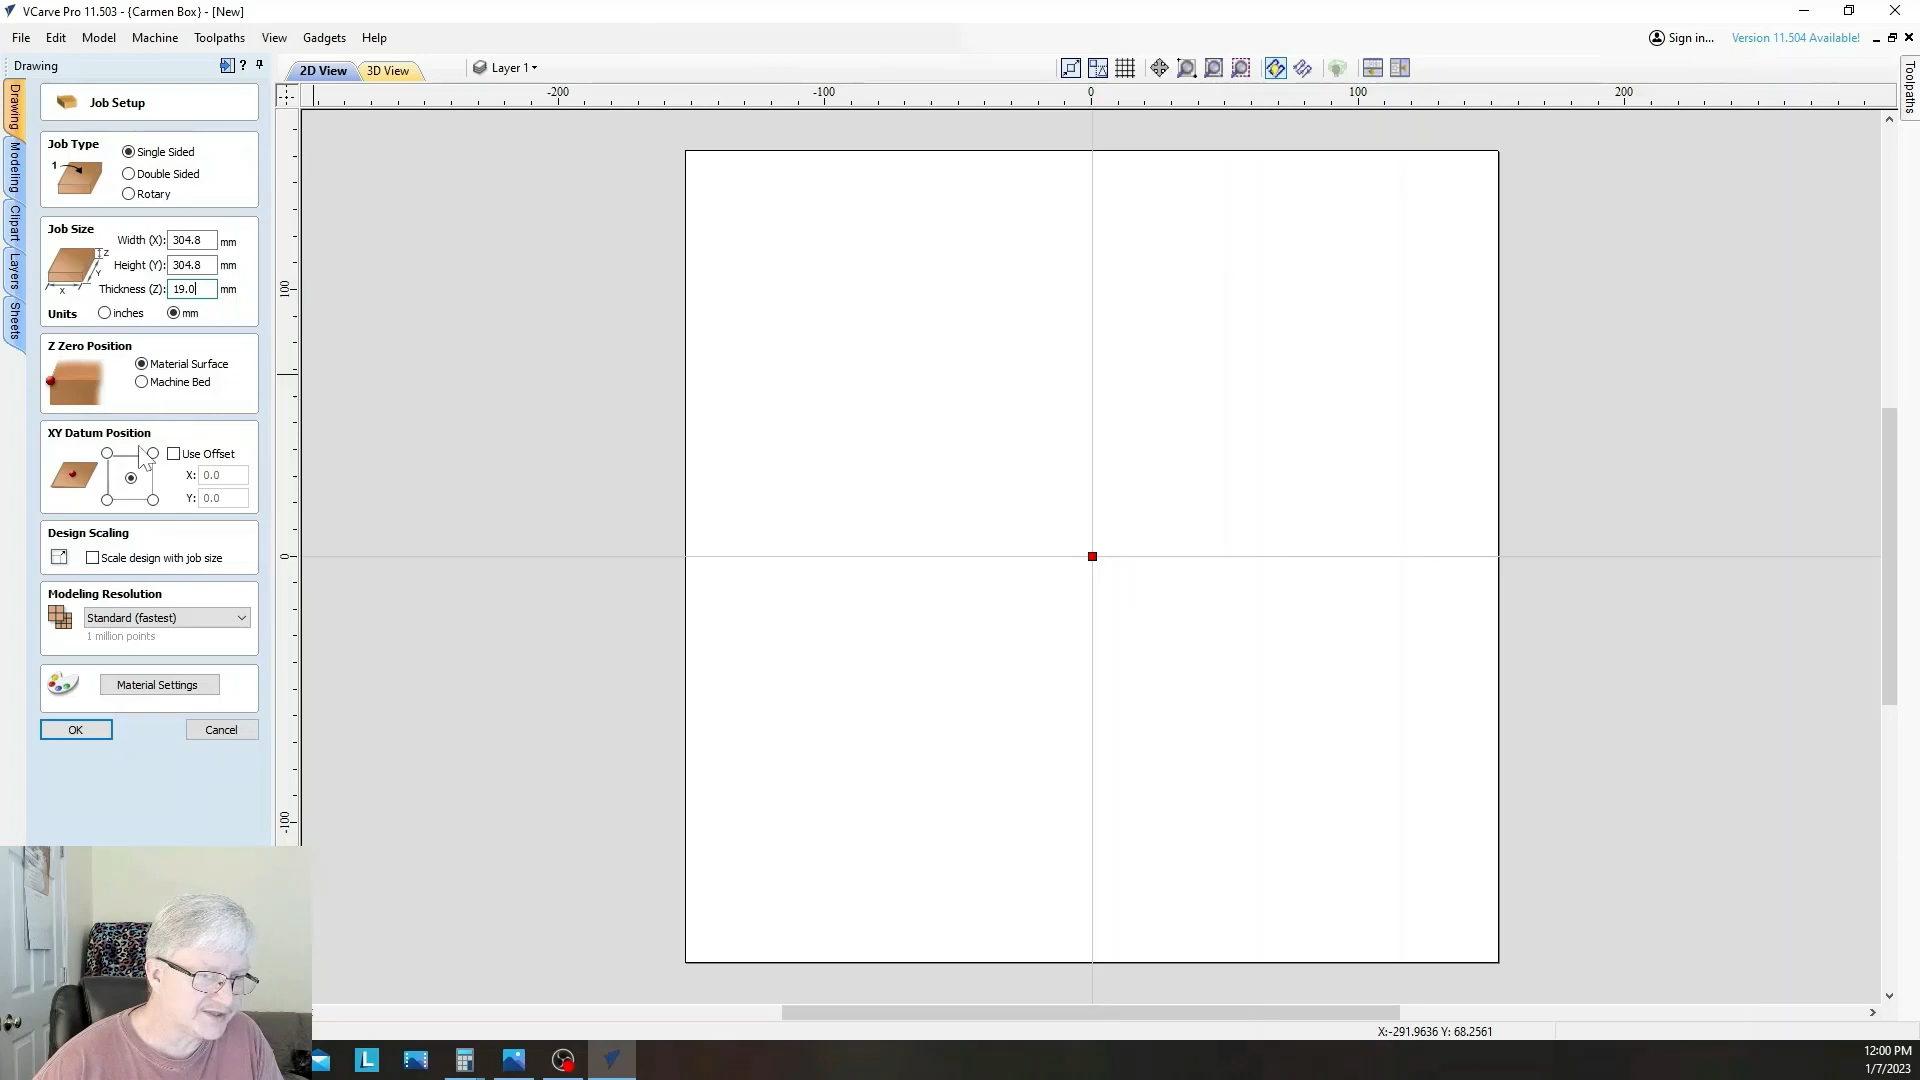 VCarve Pro 11.503 - {Carmen Box} - [New]
File Edit Model Machine Toolpaths View Gadgets Help
Sign in... Version 11.504 Available!
Drawing
2D View 3D View Layer 1
Toolpaths
Drawing
Modeling
Clipart
Layers
Sheets
Job Setup
Job Type
1
Single Sided
Double Sided
Rotary
Job Size
Width (X): 304.8 mm
Height (Y): 304.8 mm
Thickness (Z): 19.0 mm
Z
Y
X
Units inches mm
Z Zero Position
Material Surface
Machine Bed
XY Datum Position
Use Offset
X: 0.0
Y: 0.0
Design Scaling
Scale design with job size
Modeling Resolution
Standard (fastest)
1 million points
Material Settings
OK Cancel
-200 -100 0 100 200
100
0
-100
X:-291.9636 Y: 68.2561
L
12:00 PM
1/7/2023